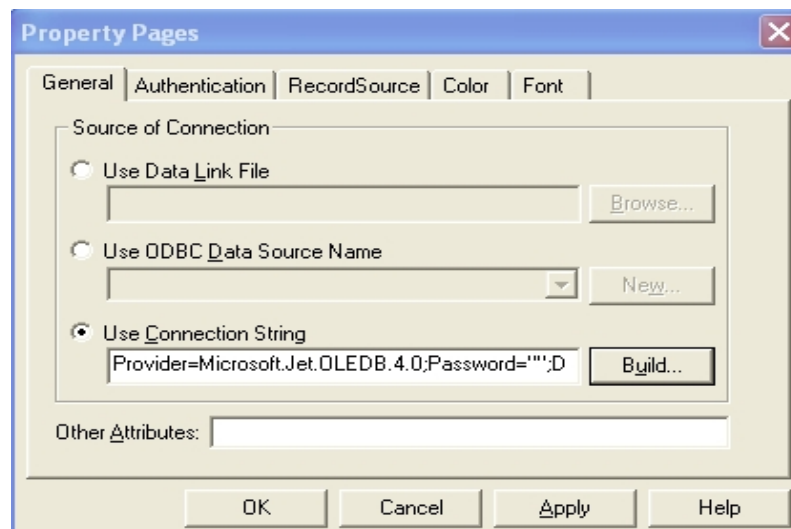 Property Pages
General Authentication RecordSource Color Font
Source of Connection
Use Data Link File
Browse...
Use ODBC Data Source Name
New...
Use Connection String
Provider=Microsoft.Jet.OLEDB.4.0;Password="";D Build...
Other Attributes:
OK Cancel Apply Help